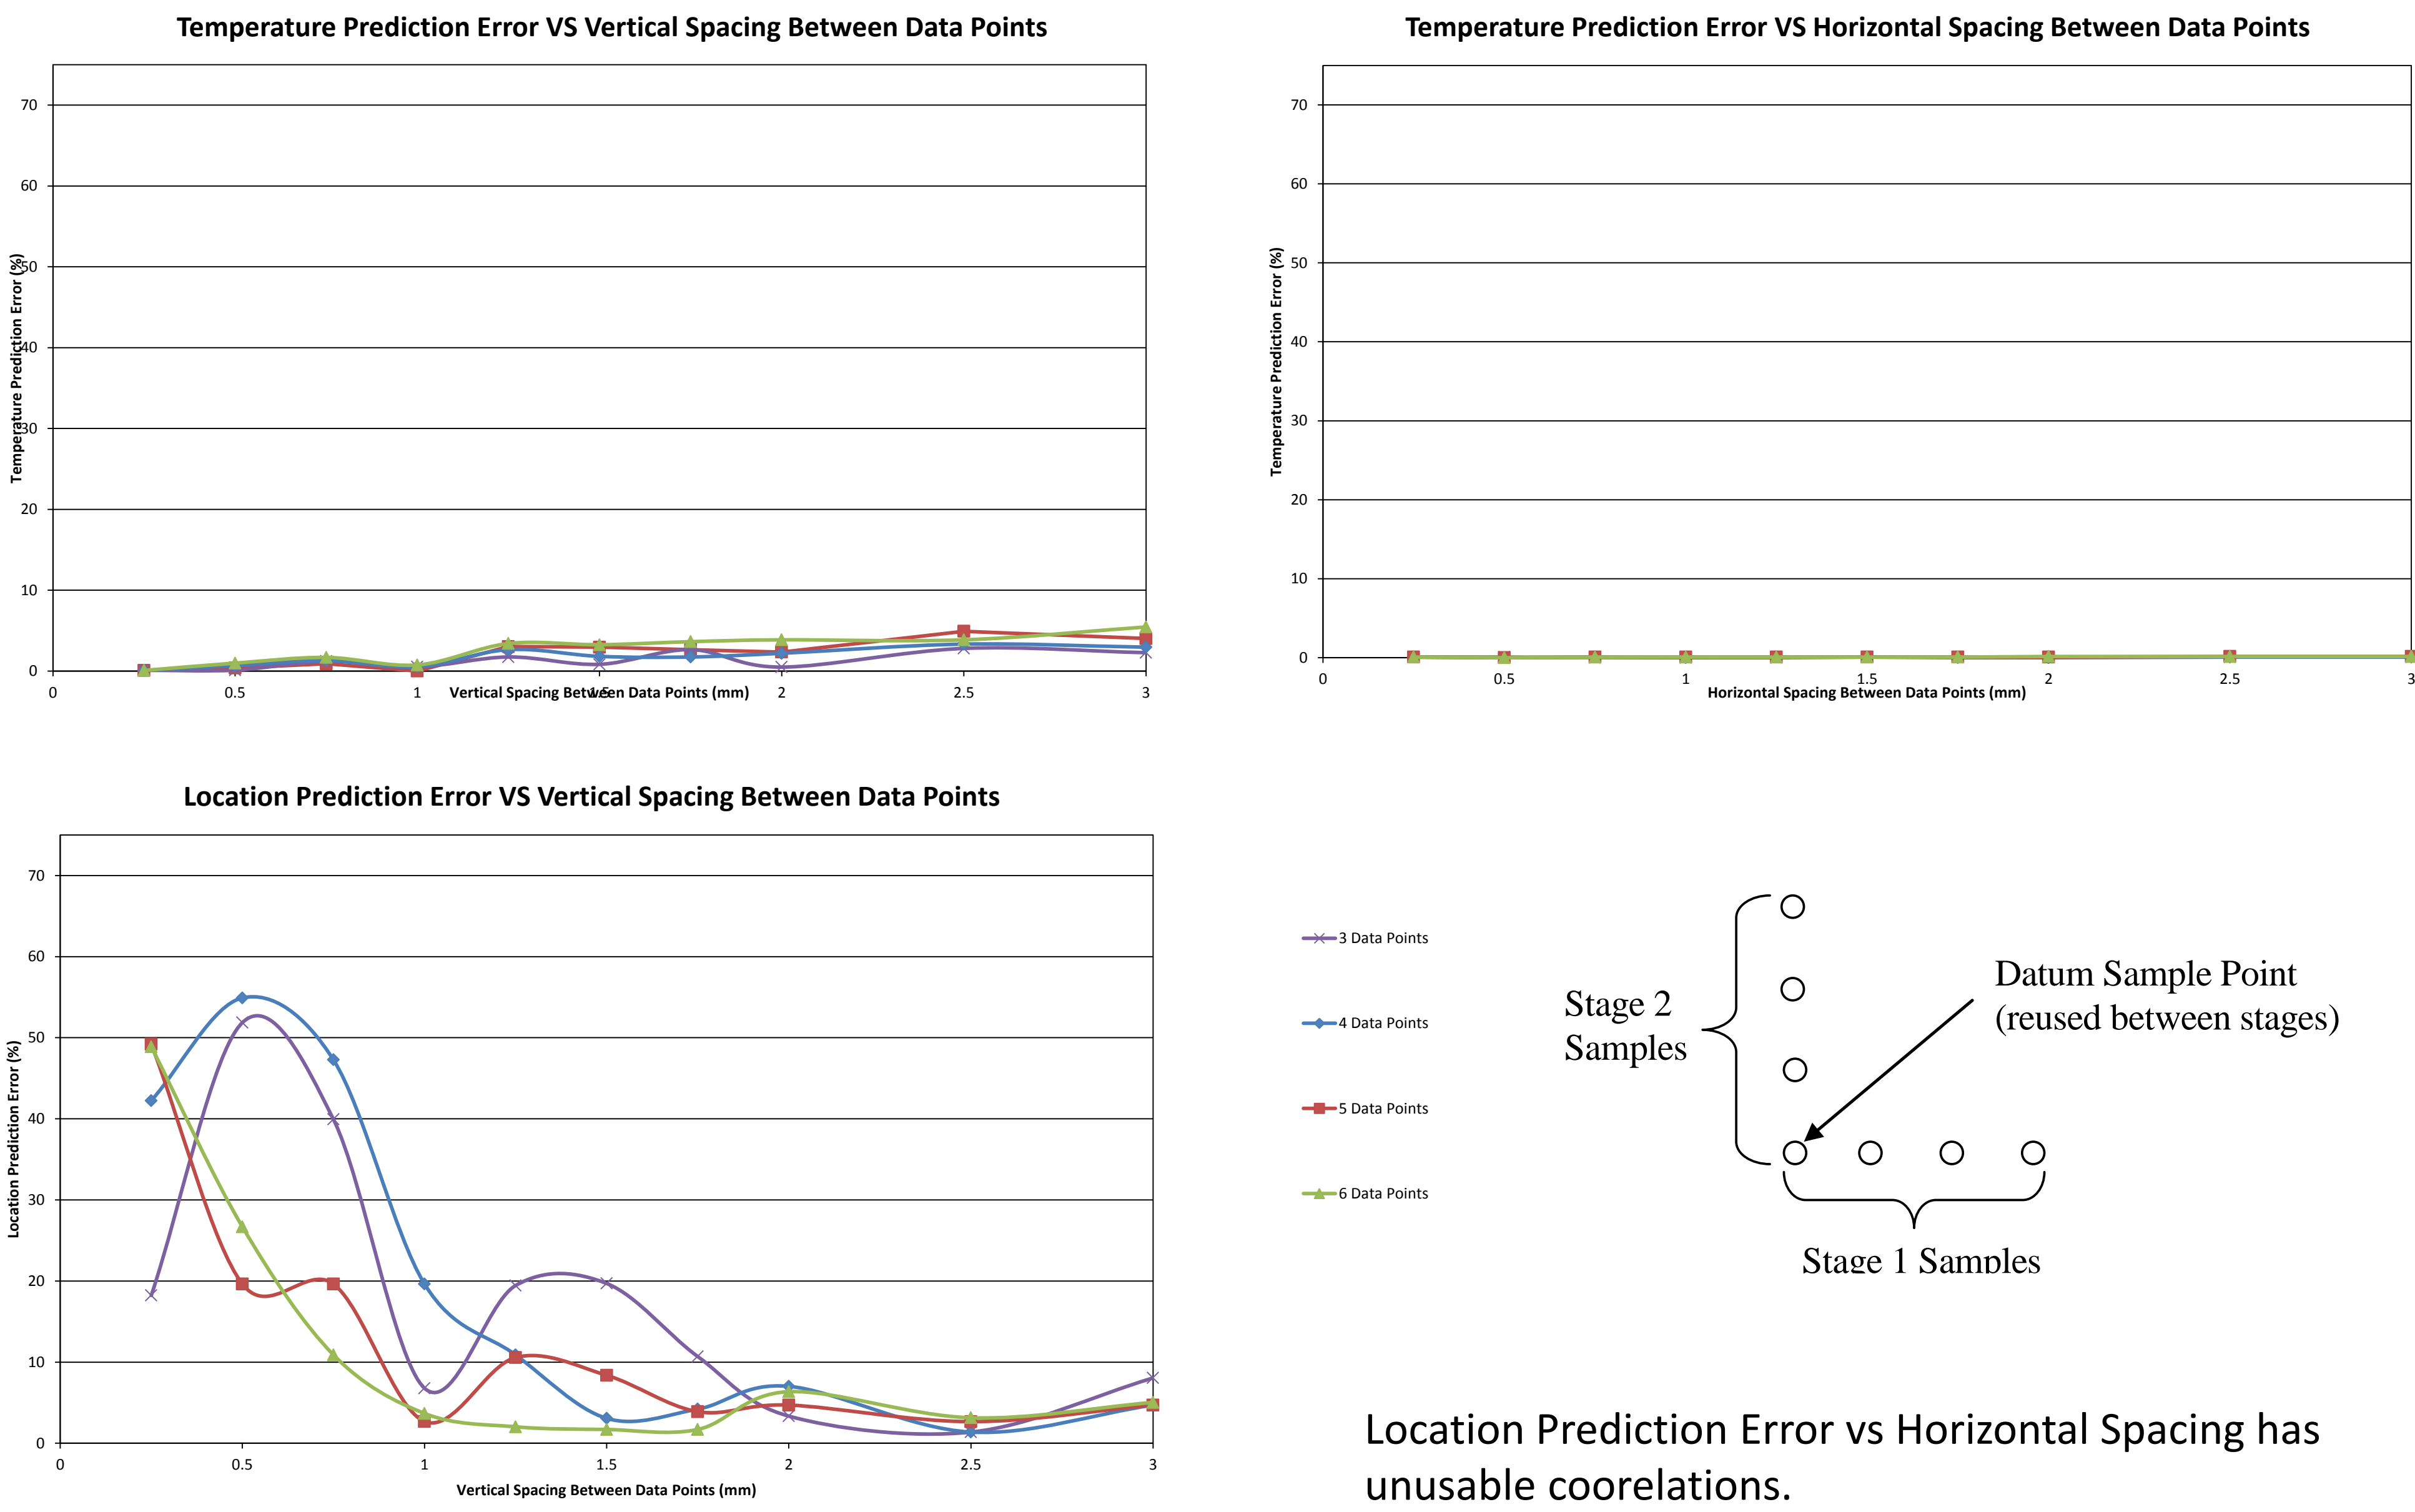 Temperature Prediction Error VS Vertical Spacing Between Data Points
70
60
50
40
30
20
10
0
Temperature Prediction Error (%)
0
0.5
1
1.5
2
2.5
3
Vertical Spacing Between Data Points (mm)
Temperature Prediction Error VS Horizontal Spacing Between Data Points
70
60
50
40
30
20
10
0
Temperature Prediction Error (%)
0
0.5
1
1.5
2
2.5
3
Horizontal Spacing Between Data Points (mm)
Location Prediction Error VS Vertical Spacing Between Data Points
70
60
50
40
30
20
10
0
Location Prediction Error (%)
0
0.5
1
1.5
2
2.5
3
Vertical Spacing Between Data Points (mm)
3 Data Points
4 Data Points
5 Data Points
6 Data Points
Stage 2
Samples
Datum Sample Point
(reused between stages)
Stage 1 Samples
Location Prediction Error vs Horizontal Spacing has
unusable coorelations.